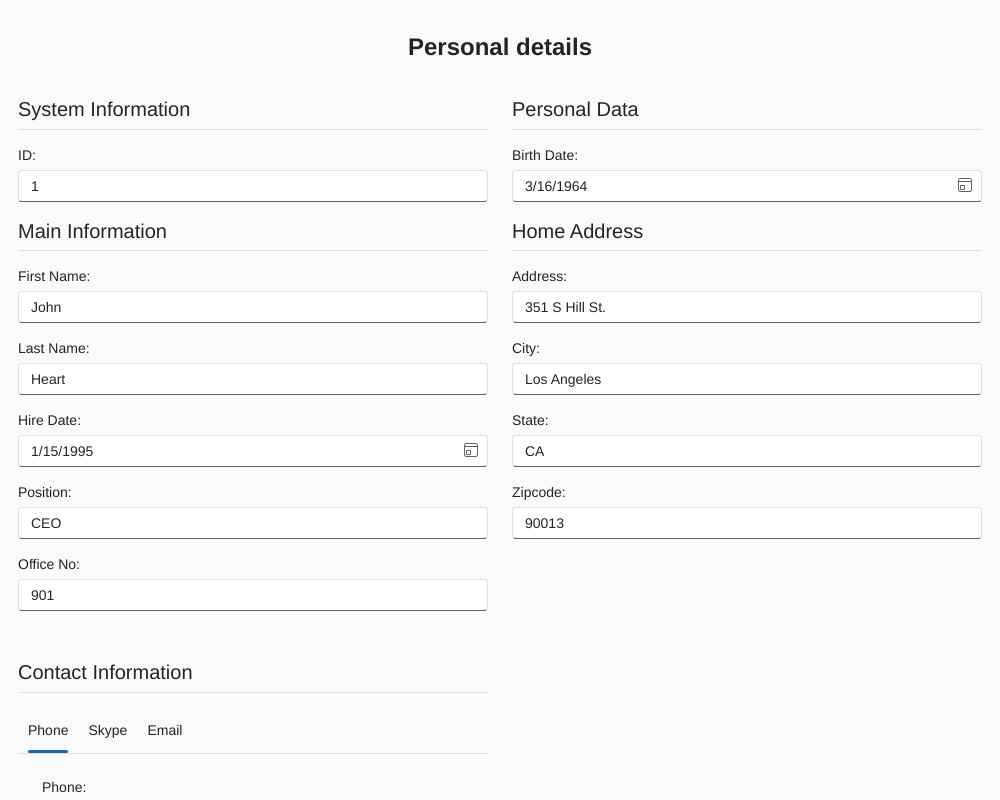 Personal details
System Information
ID:
1
Main Information
First Name:
John
Last Name:
Heart
Hire Date:
1/15/1995
Position:
CEO
Office No:
901
Personal Data
Birth Date:
3/16/1964
Home Address
Address:
351 S Hill St.
City:
Los Angeles
State:
CA
Zipcode:
90013
Contact Information
Phone Skype Email
Phone: